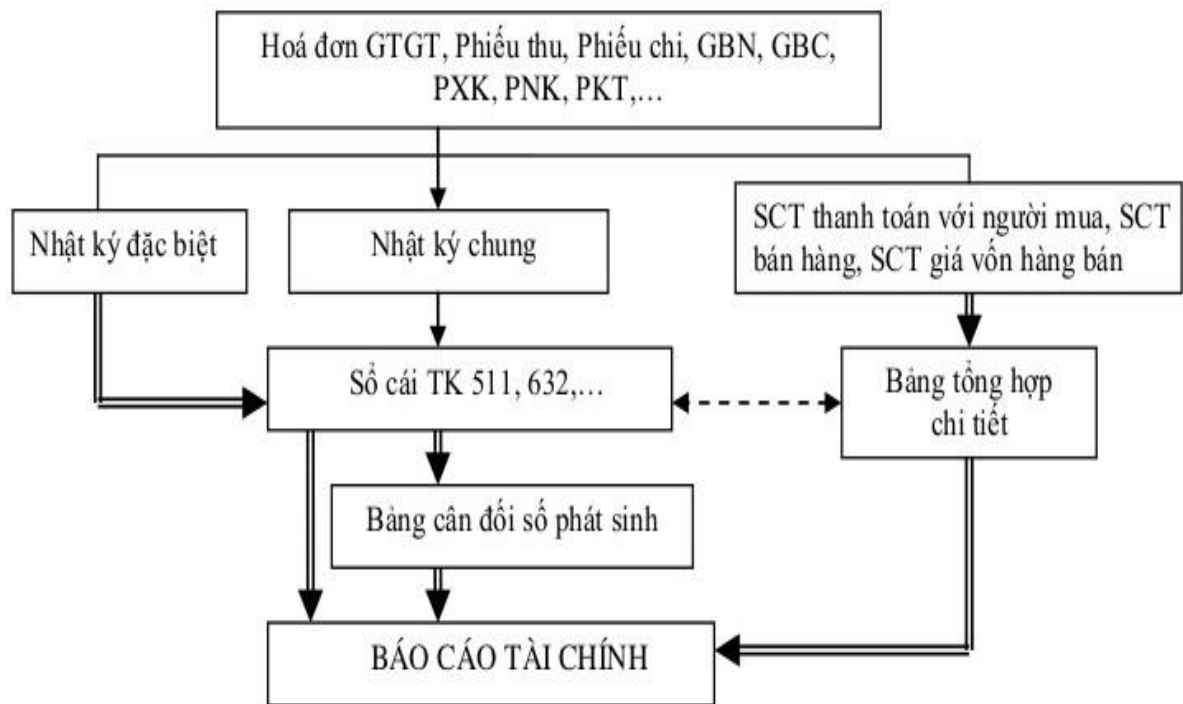 Hoá đơn GTGT, Phiếu thu, Phiếu chi, GBN, GBC,
PXK, PNK, PKT,…
Nhật ký đặc biệt
Nhật ký chung
SCT thanh toán với người mua, SCT
bán hàng, SCT giá vốn hàng bán
Sổ cái TK 511, 632,…
Bảng tổng hợp
chi tiết
Bảng cân đối số phát sinh
BÁO CÁO TÀI CHÍNH